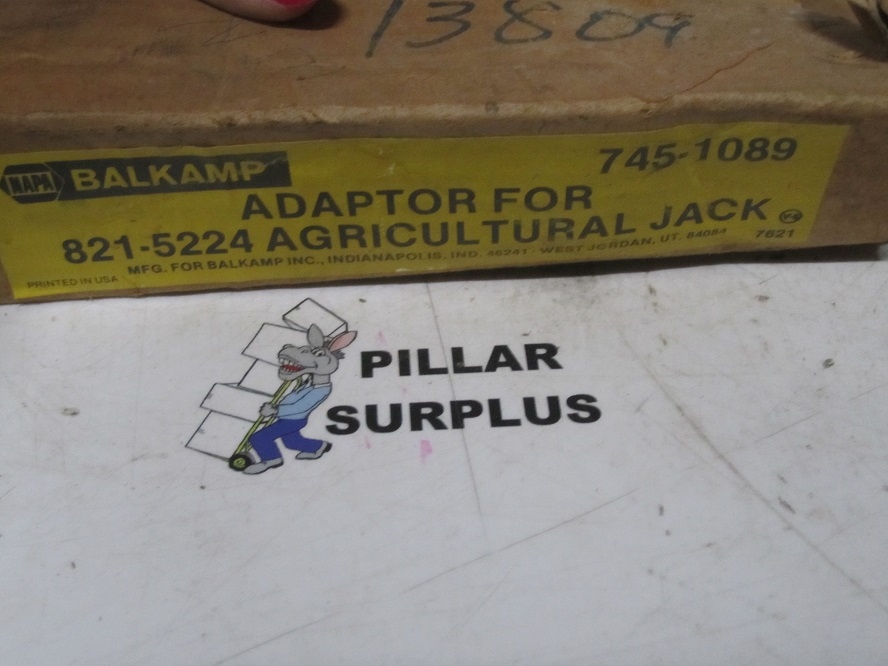 13809
NAPA BALKAMP 745-1089
ADAPTOR FOR
821-5224 AGRICULTURAL JACK V-4
PRINTED IN USA MFG. FOR BALKAMP INC., INDIANAPOLIS, IND. 46241 · WEST JORDAN, UT. 84084 7621
PILLAR
SURPLUS